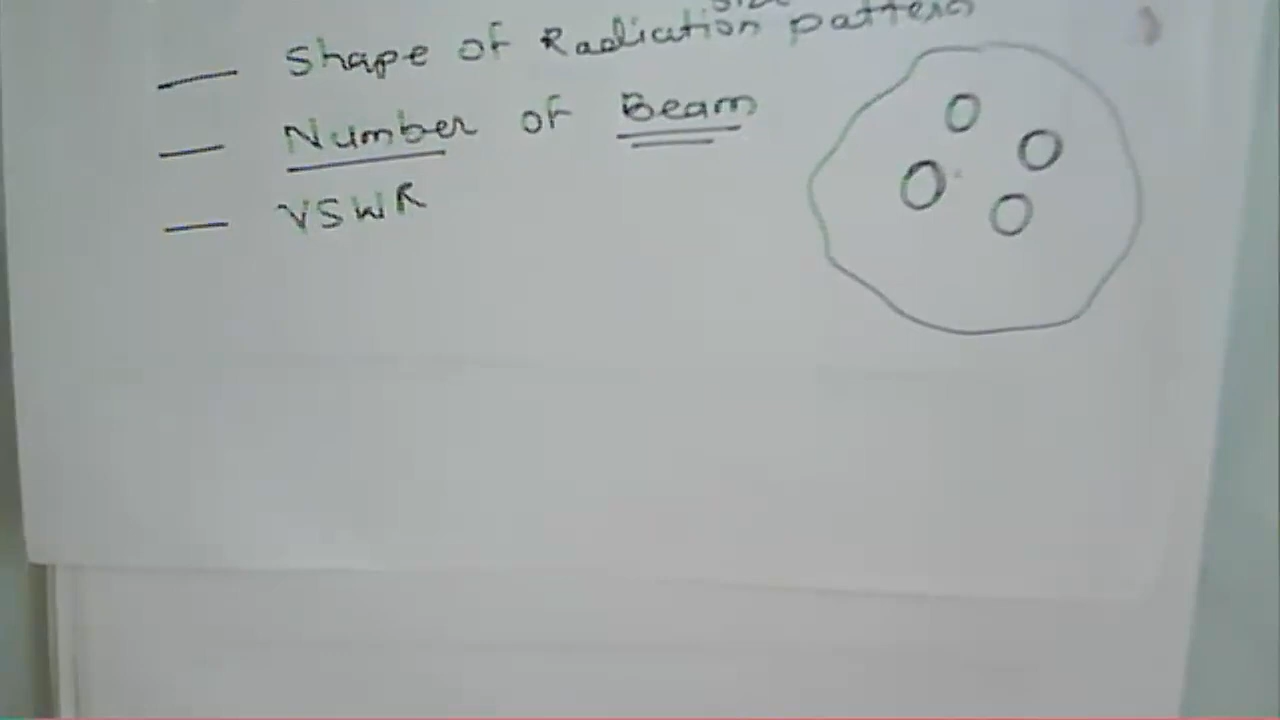 — Shape of Radiation pattern
— Number of Beam
— VSWR